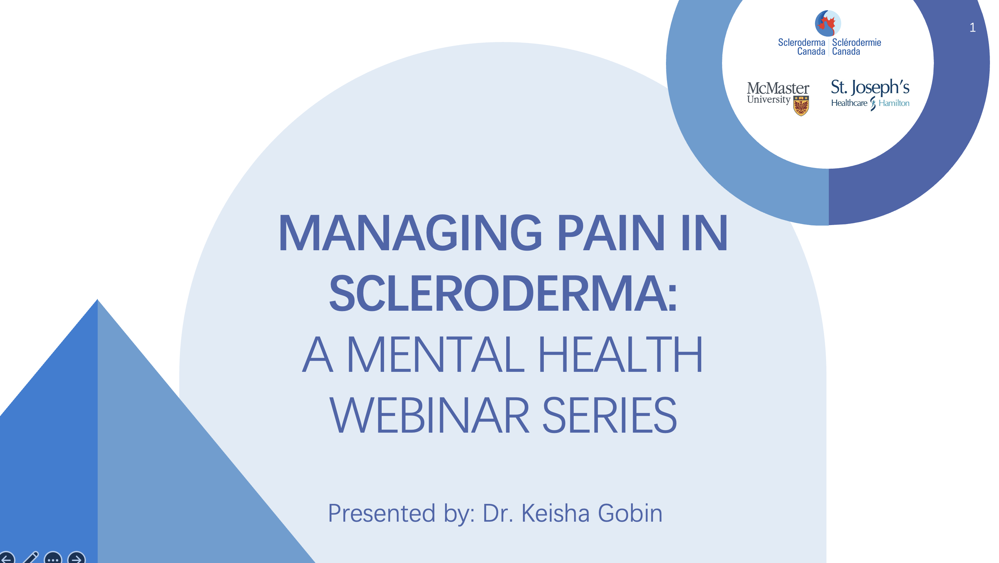 1
Scleroderma | Sclérodermie
Canada | Canada
McMaster
University
St. Joseph's
Healthcare Hamilton
MANAGING PAIN IN
SCLERODERMA:
A MENTAL HEALTH
WEBINAR SERIES
Presented by: Dr. Keisha Gobin